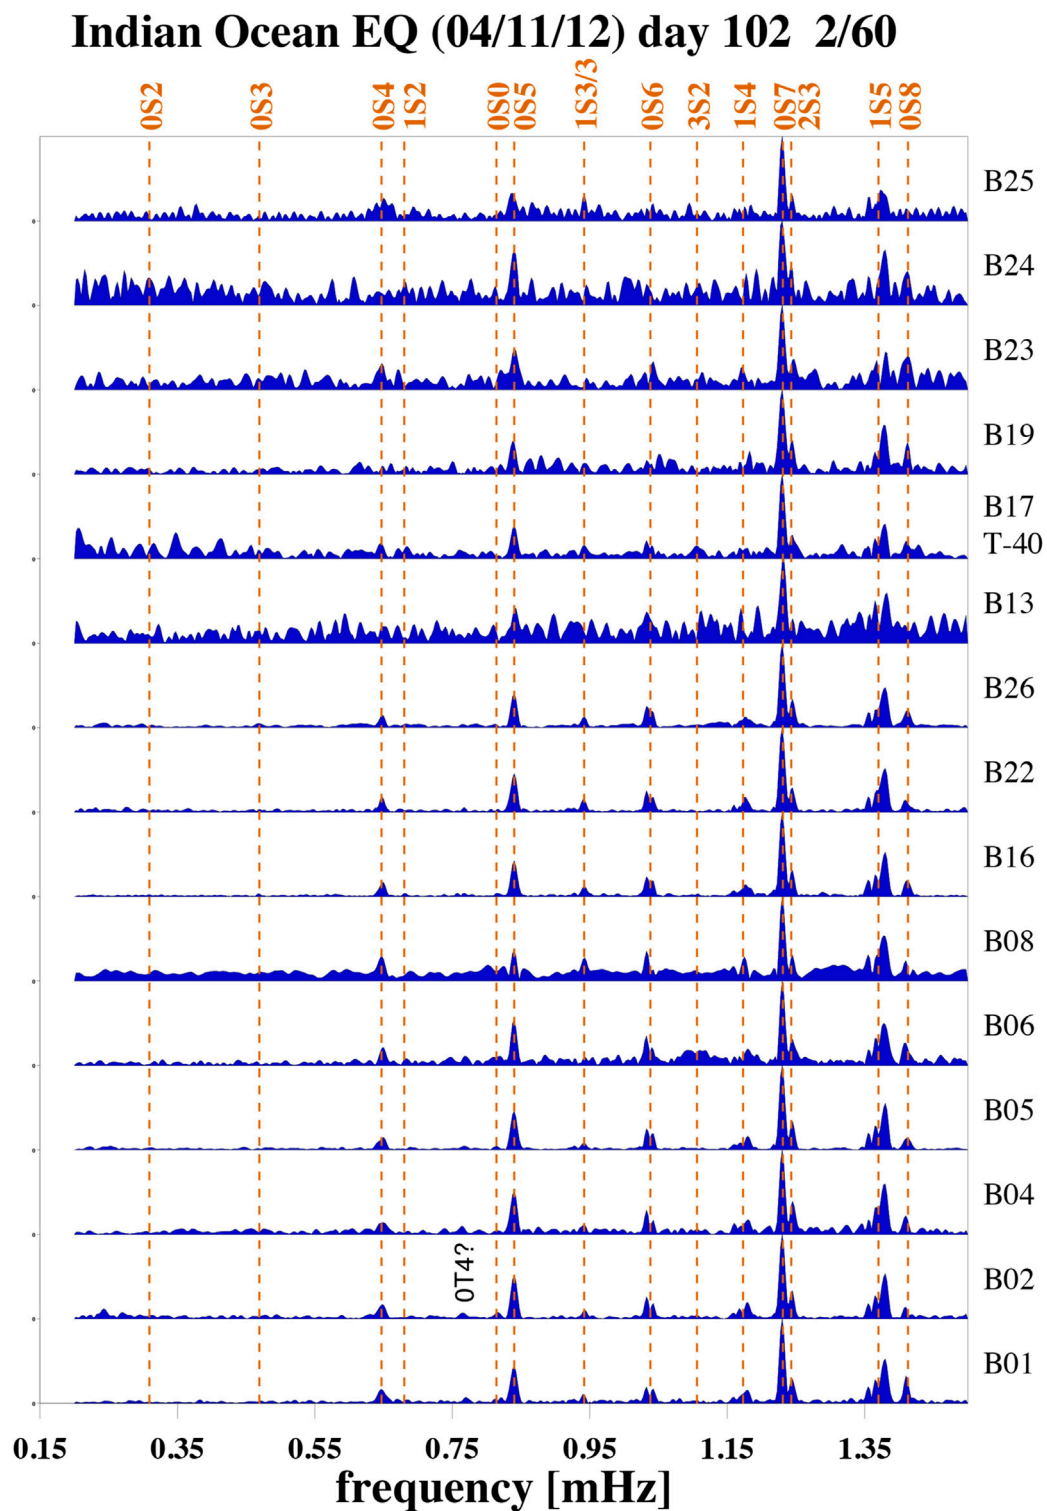 Indian Ocean EQ (04/11/12) day 102 2/60
0S2 0S3 0S4 1S2 0S0 0S5 1S3/3 0S6 3S2 1S4 0S7 2S3 1S5 0S8
B25
B24
B23
B19
B17
T-40
B13
B26
B22
B16
B08
B06
B05
B04
0T4?
B02
B01
0.15 0.35 0.55 0.75 0.95 1.15 1.35
frequency [mHz]